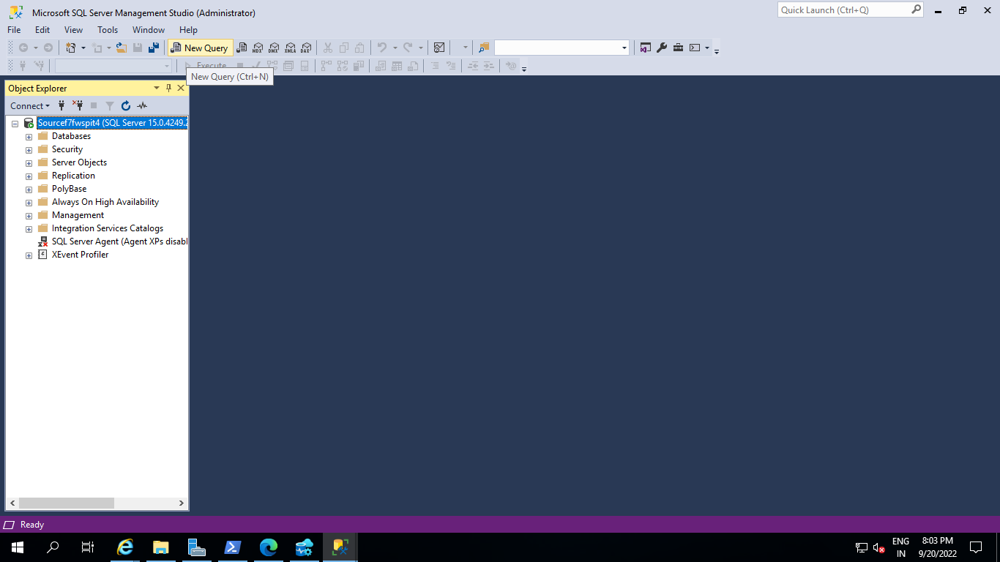 Microsoft SQL Server Management Studio (Administrator)
Quick Launch (Ctrl+Q)
File Edit View Tools Window Help
New Query
MDX DMX XMLA DAX
Execute
New Query (Ctrl+N)
Object Explorer
Connect
Sourcef7fwspit4 (SQL Server 15.0.4249.2
Databases
Security
Server Objects
Replication
PolyBase
Always On High Availability
Management
Integration Services Catalogs
SQL Server Agent (Agent XPs disabl
XEvent Profiler
Ready
ENG
IN
8:03 PM
9/20/2022